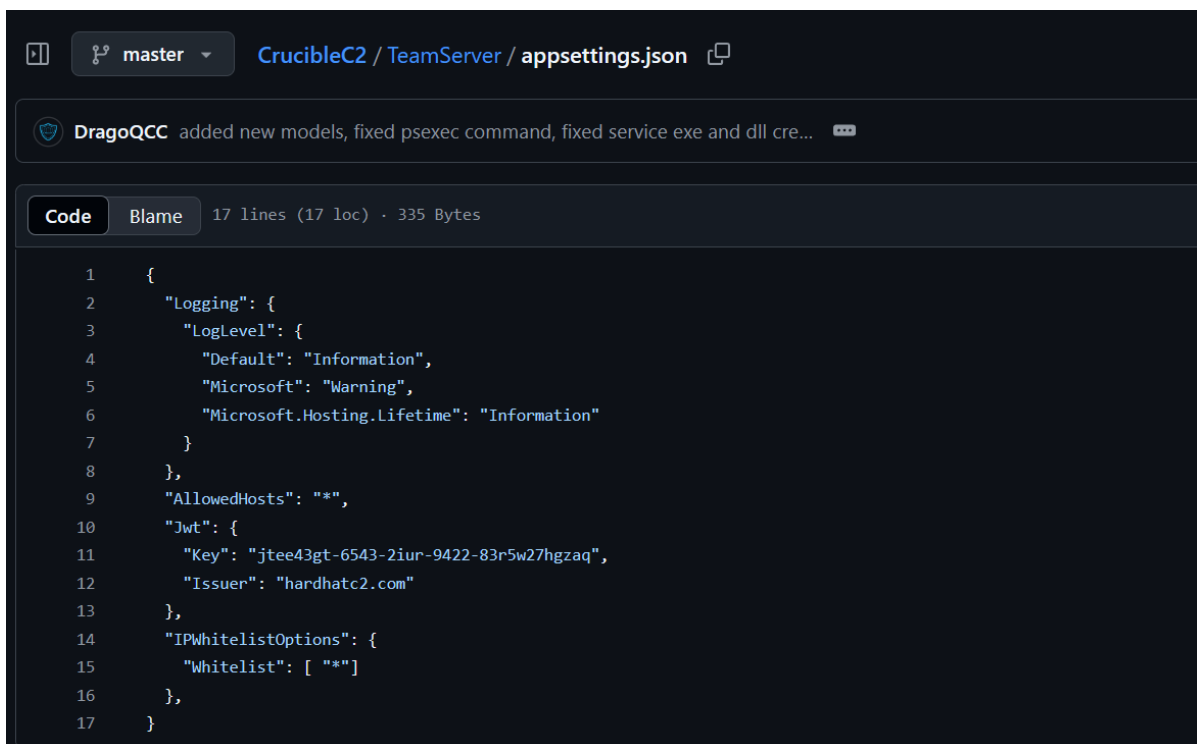 master CrucibleC2 / TeamServer / appsettings.json
DragoQCC added new models, fixed psexec command, fixed service exe and dll cre...
Code Blame 17 lines (17 loc) · 335 Bytes
1 {
2 "Logging": {
3 "LogLevel": {
4 "Default": "Information",
5 "Microsoft": "Warning",
6 "Microsoft.Hosting.Lifetime": "Information"
7 }
8 },
9 "AllowedHosts": "*",
10 "Jwt": {
11 "Key": "jtee43gt-6543-2iur-9422-83r5w27hgzaq",
12 "Issuer": "hardhatc2.com"
13 },
14 "IPWhitelistOptions": {
15 "Whitelist": [ "*"]
16 },
17 }